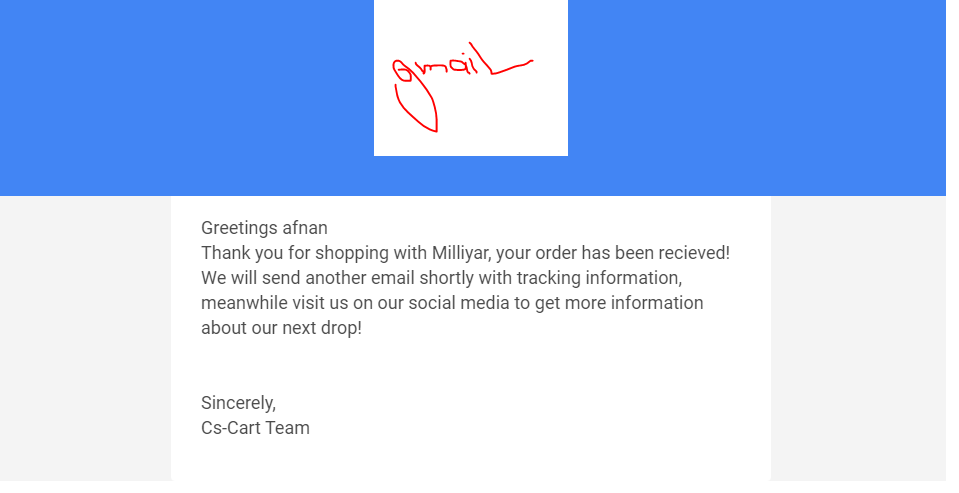 gmail
Greetings afnan
Thank you for shopping with Milliyar, your order has been recieved!
We will send another email shortly with tracking information,
meanwhile visit us on our social media to get more information
about our next drop!
Sincerely,
Cs-Cart Team